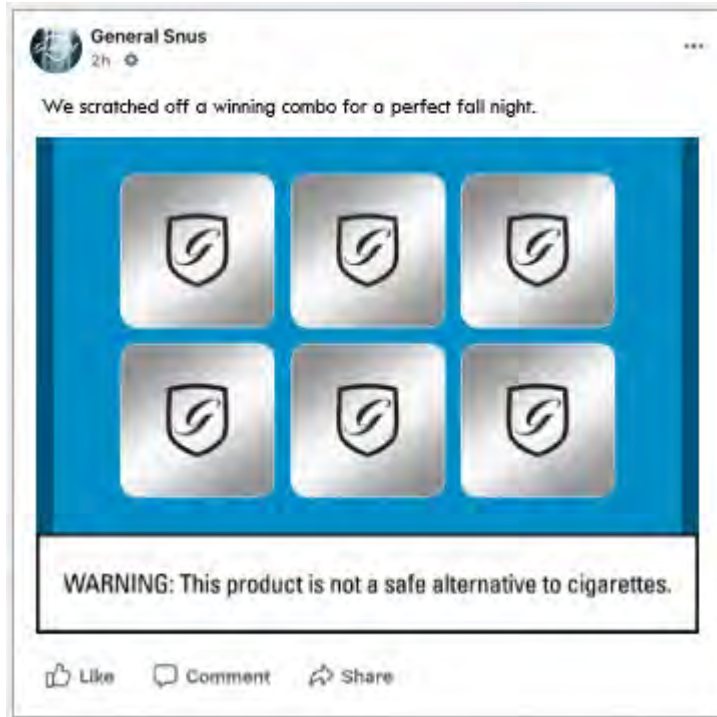 General Snus
2h
We scratched off a winning combo for a perfect fall night.
G G G
G G G
WARNING: This product is not a safe alternative to cigarettes.
Like Comment Share